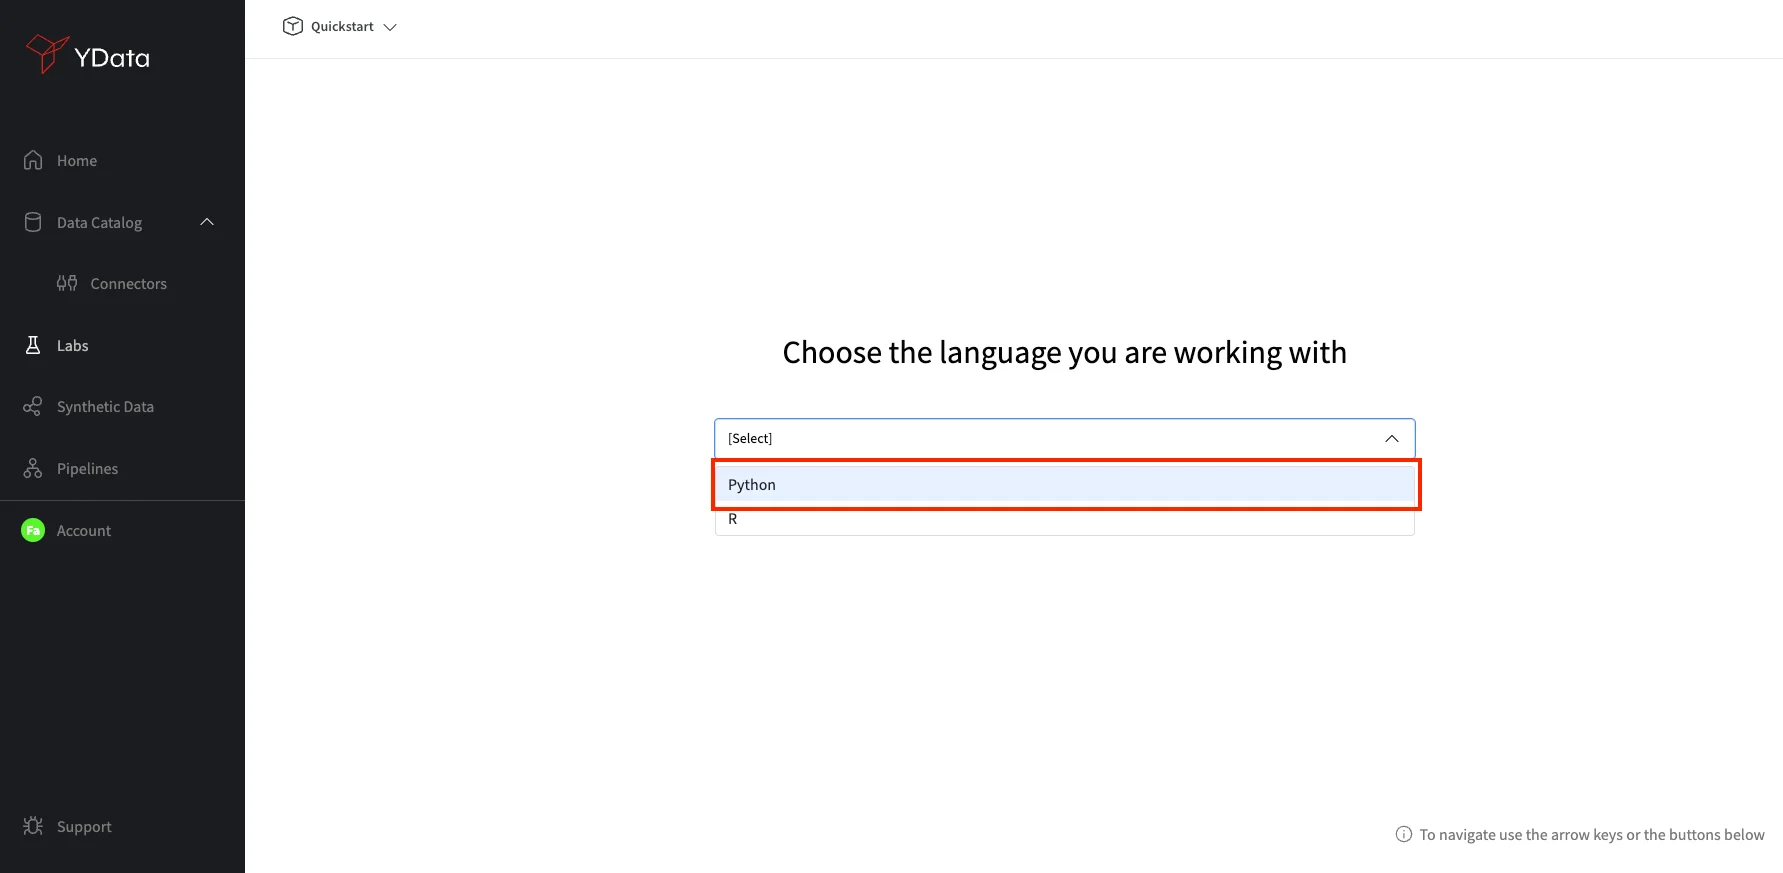 YData
Quickstart
Home
Data Catalog
Connectors
Labs
Synthetic Data
Pipelines
Fa Account
Support
Choose the language you are working with
[Select]
Python
R
To navigate use the arrow keys or the buttons below